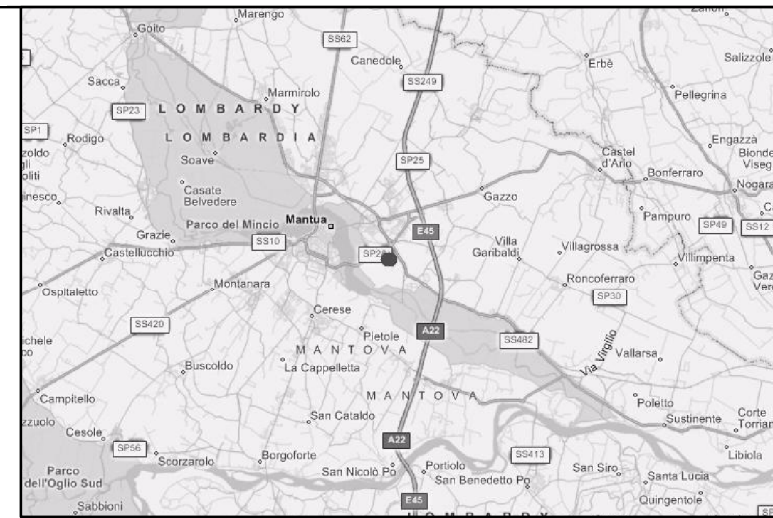 Marengo
Goito
SS62
Canedole
Erbè
Salizzole
SS249
Sacca
Marmirolo
Pellegrina
SP23
LOMBARDY
SP1
Rodigo
LOMBARDIA
Engazzà
Soave
SP25
Castel
d'Ario
Bonferraro
Nogara
Casate
Belvedere
Gazzo
Rivalta
Parco del Mincio
Mantua
Pampuro
SP49
SS12
Grazie
SS10
E45
Villa
Garibaldi
Villagrossa
Castellucchio
Villimpenta
Montanara
Roncoferraro
Ospitaletto
SP30
Cerese
SS420
A22
Pietole
SS482
MANTOVA
Via Virgilio
Vallarsa
Buscoldo
La Cappelletta
Campitello
MANTOVA
Poletto
San Cataldo
Sustinente
Corte
Cesole
A22
SP56
Borgoforte
SS413
Libiola
Scorzarolo
San Nicolò Po
Portiolo
San Siro
Parco
dell'Oglio Sud
San Benedetto Po
Santa Lucia
Quingentole
Sabbioni
E45
LOMBARDY